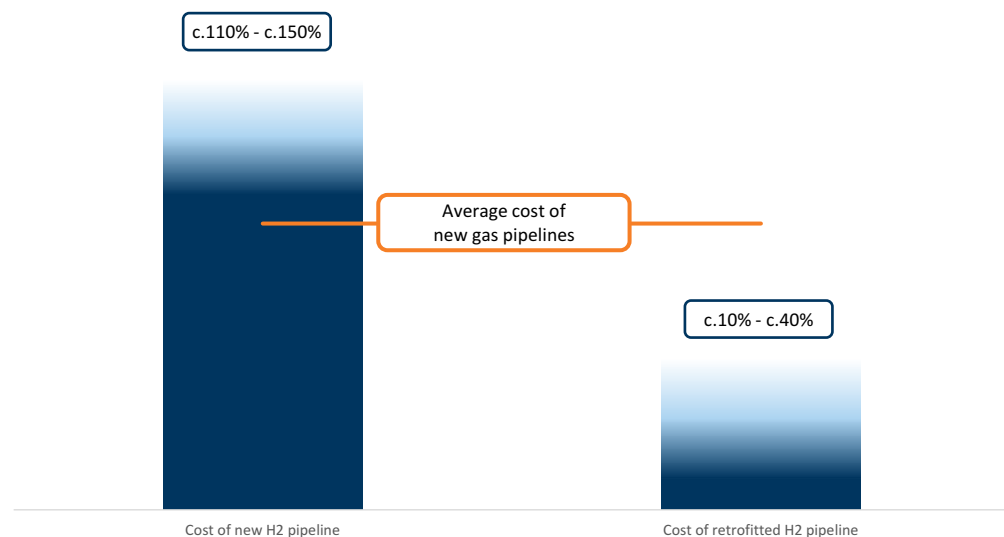 c.110% - c.150%
Average cost of
new gas pipelines
c.10% - c.40%
Cost of new H2 pipeline
Cost of retrofitted H2 pipeline